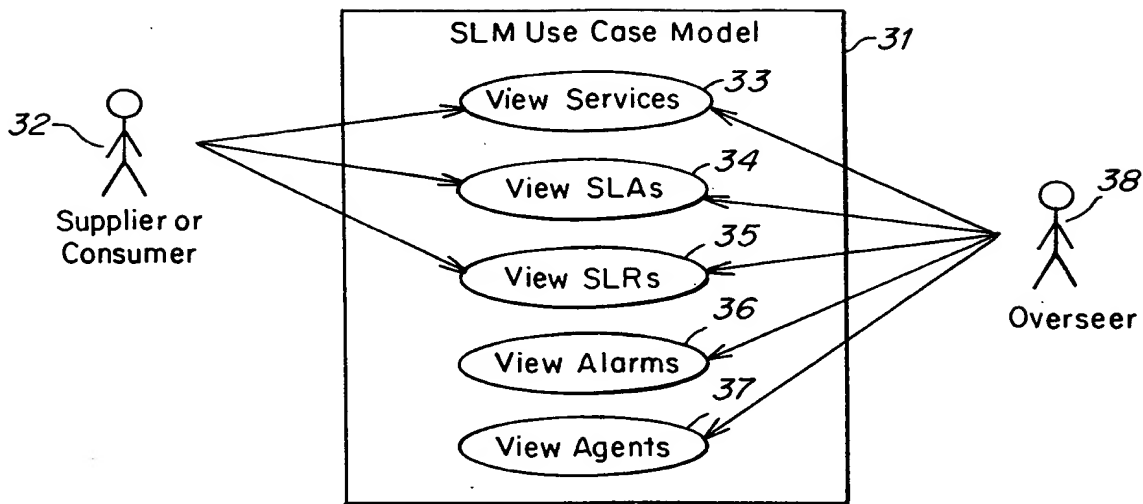 SLM Use Case Model
31
33
View Services
32
34
View SLAs
38
Supplier or
Consumer
35
View SLRs
Overseer
36
View Alarms
37
View Agents